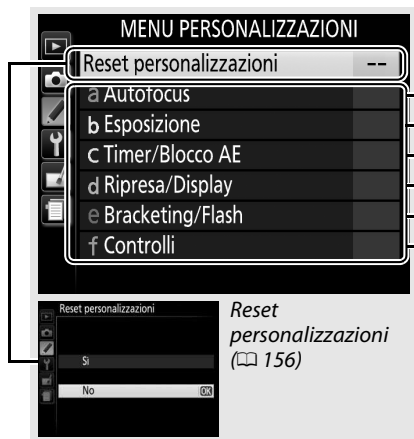 MENU PERSONALIZZAZIONI
Reset personalizzazioni --
a Autofocus
b Esposizione
c Timer/Blocco AE
d Ripresa/Display
e Bracketing/Flash
f Controlli
Reset personalizzazioni
Sì
No OK
Reset
personalizzazioni
(📖 156)